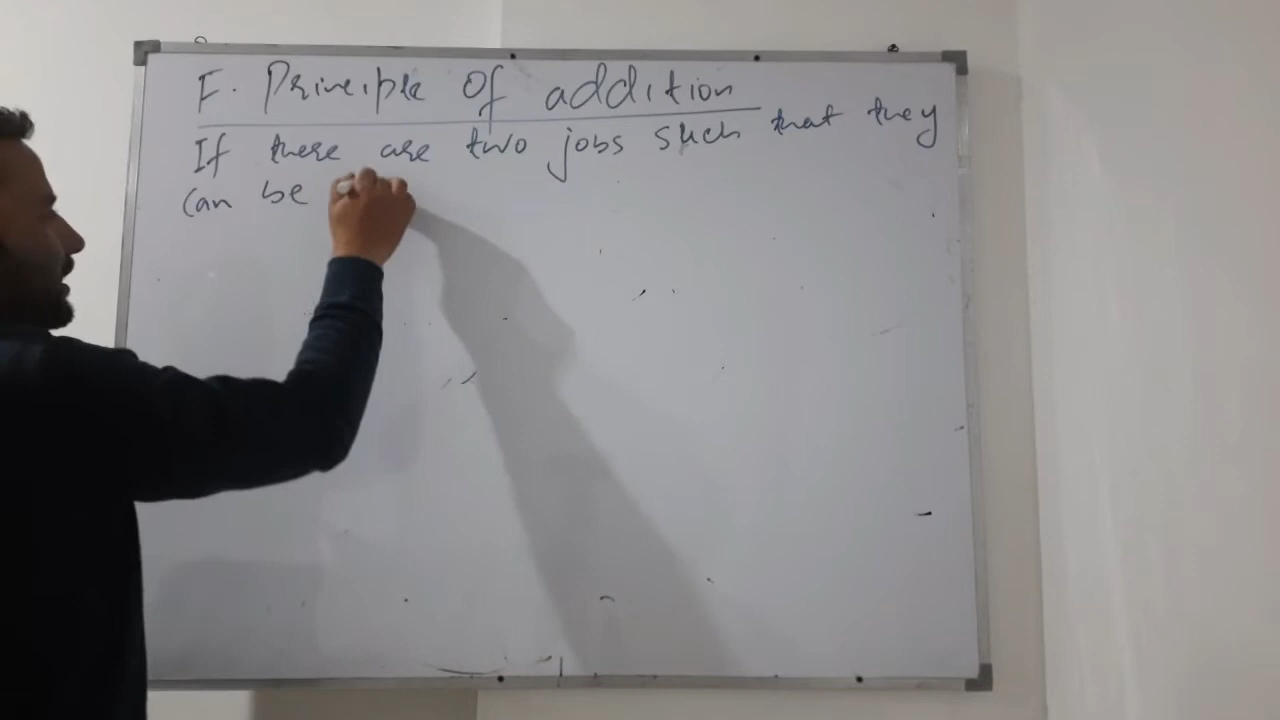 F. Principle Of addition
If there are two jobs such that they
can be